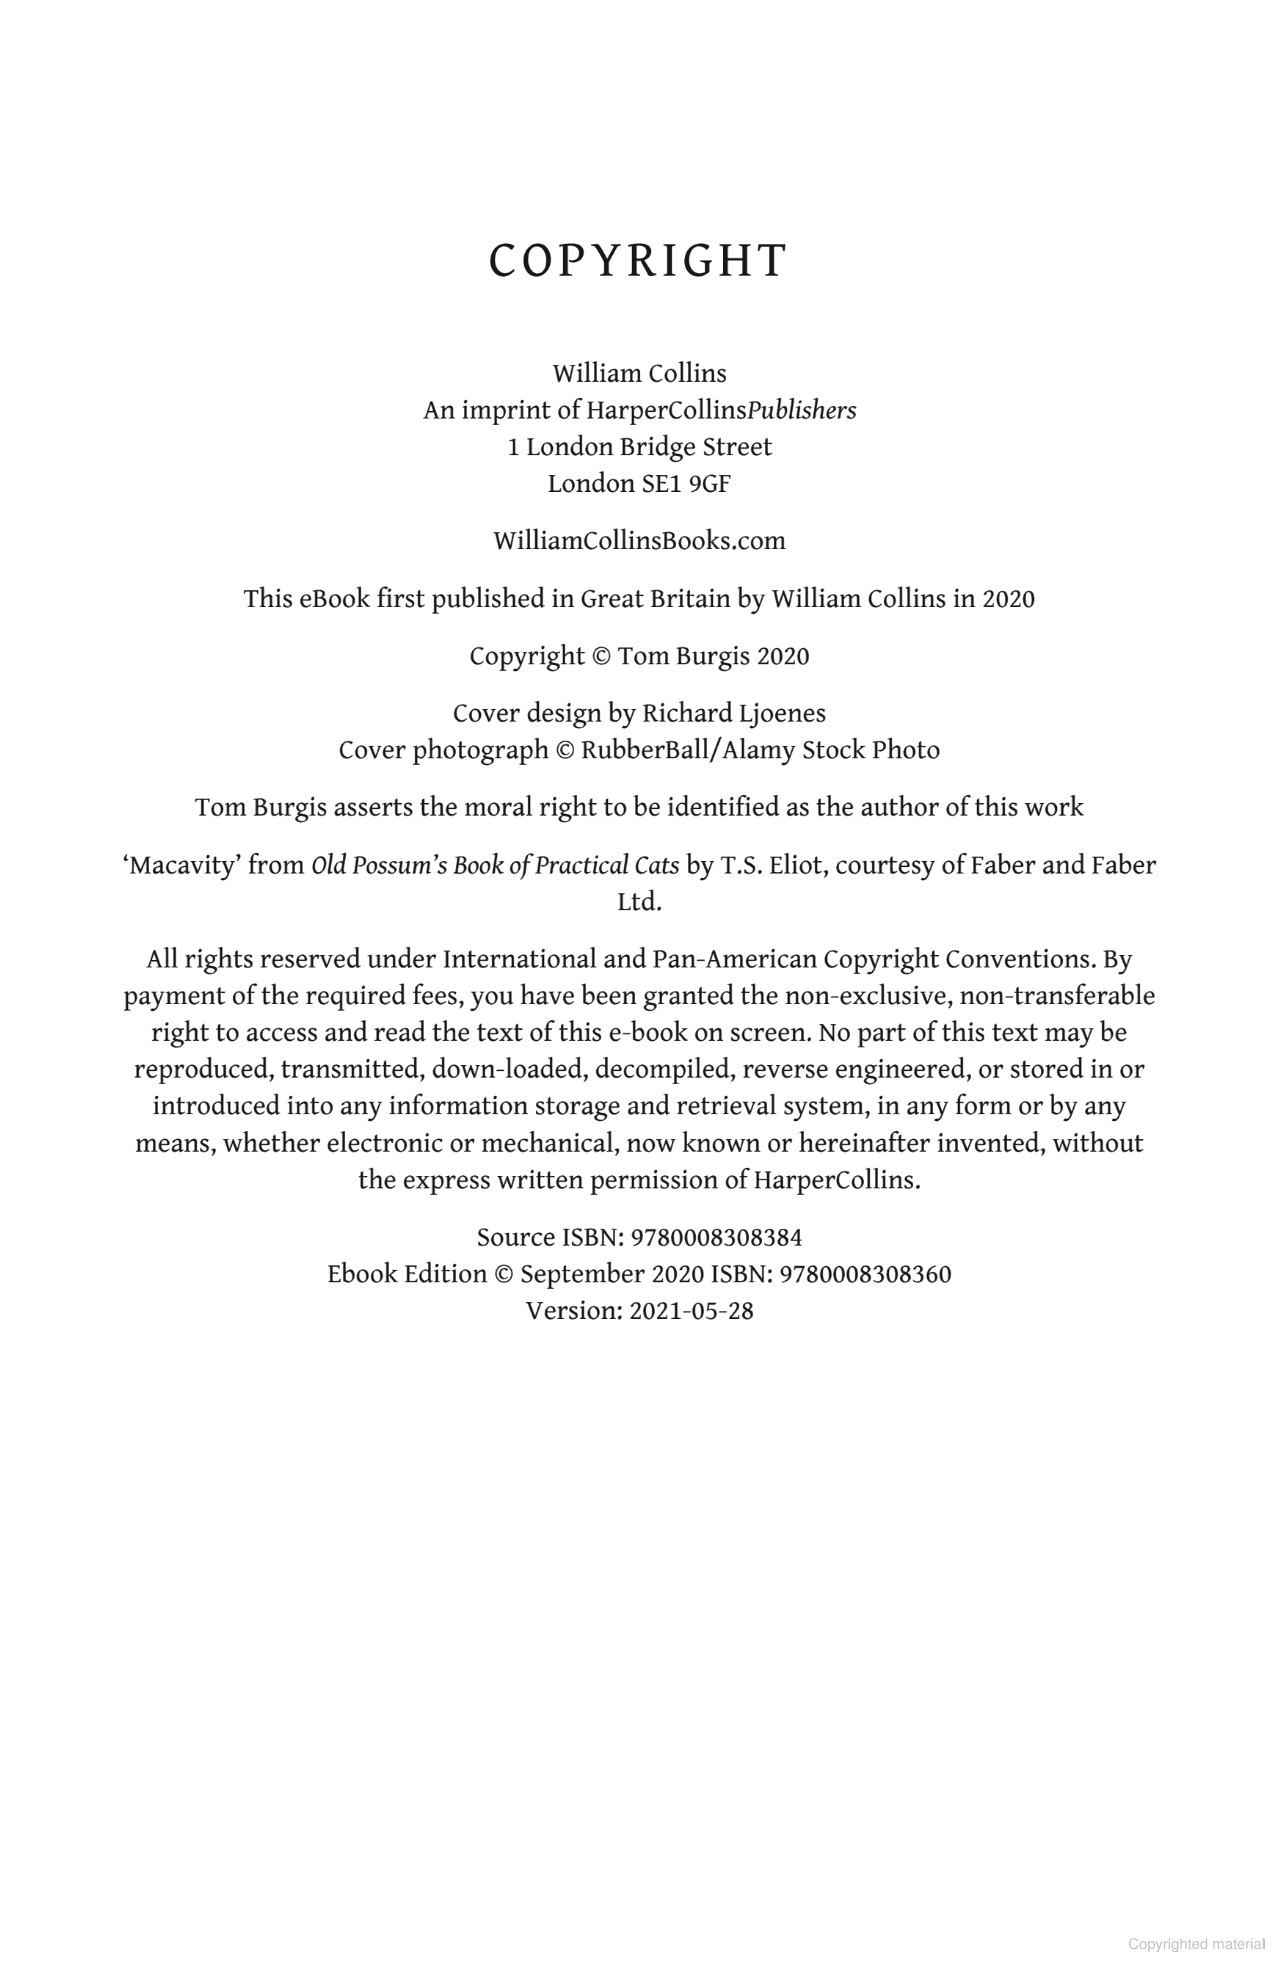 COPYRIGHT
William Collins
An imprint of HarperCollinsPublishers
1 London Bridge Street
London SE1 9GF
WilliamCollinsBooks.com
This eBook first published in Great Britain by William Collins in 2020
Copyright © Tom Burgis 2020
Cover design by Richard Ljoenes
Cover photograph © RubberBall/Alamy Stock Photo
Tom Burgis asserts the moral right to be identified as the author of this work
‘Macavity’ from Old Possum’s Book of Practical Cats by T.S. Eliot, courtesy of Faber and Faber
Ltd.
All rights reserved under International and Pan-American Copyright Conventions. By
payment of the required fees, you have been granted the non-exclusive, non-transferable
right to access and read the text of this e-book on screen. No part of this text may be
reproduced, transmitted, down-loaded, decompiled, reverse engineered, or stored in or
introduced into any information storage and retrieval system, in any form or by any
means, whether electronic or mechanical, now known or hereinafter invented, without
the express written permission of HarperCollins.
Source ISBN: 9780008308384
Ebook Edition © September 2020 ISBN: 9780008308360
Version: 2021-05-28
Copyrighted material